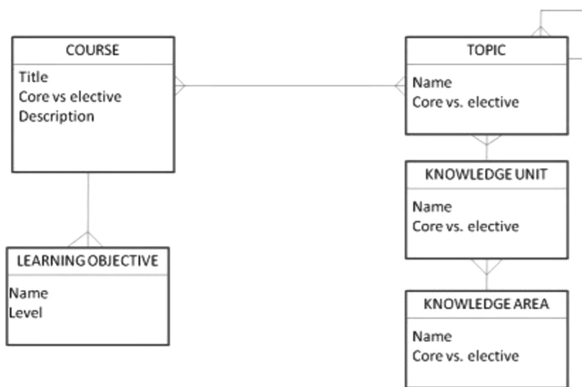 COURSE
Title
Core vs elective
Description
TOPIC
Name
Core vs. elective
KNOWLEDGE UNIT
Name
Core vs. elective
LEARNING OBJECTIVE
Name
Level
KNOWLEDGE AREA
Name
Core vs. elective